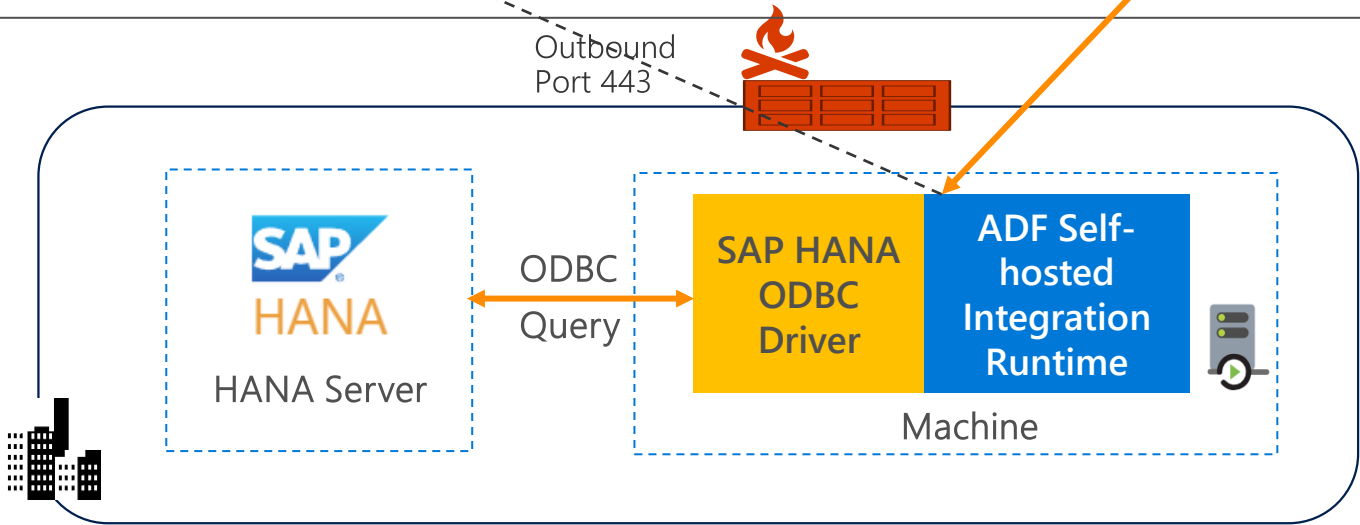 Outbound
Port 443
SAP
®
HANA
HANA Server
ODBC
Query
SAP HANA
ODBC
Driver
ADF Self-
hosted
Integration
Runtime
Machine